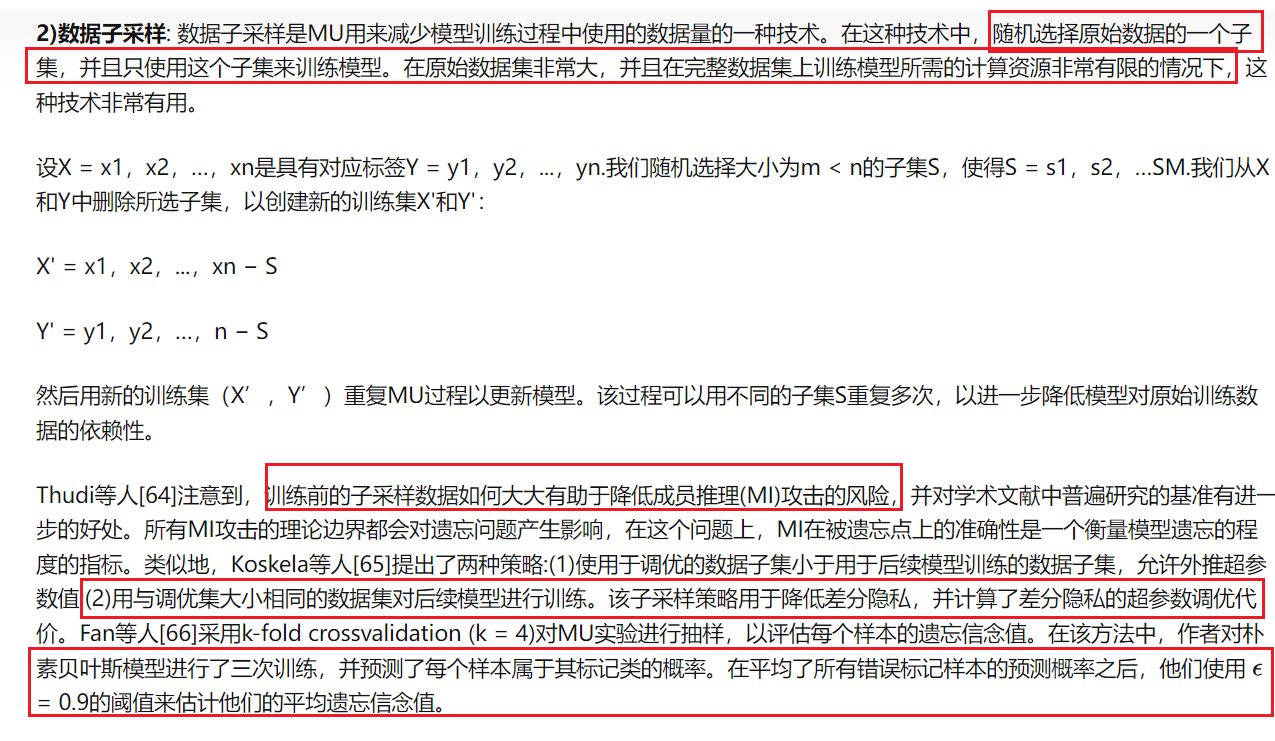 2)数据子采样: 数据子采样是MU用来减少模型训练过程中使用的数据量的一种技术。在这种技术中，随机选择原始数据的一个子
集，并且只使用这个子集来训练模型。在原始数据集非常大，并且在完整数据集上训练模型所需的计算资源非常有限的情况下，这
种技术非常有用。
设X = x1，x2，…，xn是具有对应标签Y = y1，y2，...，yn.我们随机选择大小为m < n的子集S，使得S = s1，s2，…SM.我们从X
和Y中删除所选子集，以创建新的训练集X'和Y'：
X' = x1，x2，...，xn − S
Y' = y1，y2，…，n − S
然后用新的训练集（X′，Y′）重复MU过程以更新模型。该过程可以用不同的子集S重复多次，以进一步降低模型对原始训练数
据的依赖性。
Thudi等人[64]注意到，训练前的子采样数据如何大大有助于降低成员推理(MI)攻击的风险，并对学术文献中普遍研究的基准有进一
步的好处。所有MI攻击的理论边界都会对遗忘问题产生影响，在这个问题上，MI在被遗忘点上的准确性是一个衡量模型遗忘的程
度的指标。类似地，Koskela等人[65]提出了两种策略:(1)使用于调优的数据子集小于用于后续模型训练的数据子集，允许外推超参
数值 (2)用与调优集大小相同的数据集对后续模型进行训练。该子采样策略用于降低差分隐私，并计算了差分隐私的超参数调优代
价。Fan等人[66]采用k-fold crossvalidation (k = 4)对MU实验进行抽样，以评估每个样本的遗忘信念值。在该方法中，作者对朴
素贝叶斯模型进行了三次训练，并预测了每个样本属于其标记类的概率。在平均了所有错误标记样本的预测概率之后，他们使用 ϵ
= 0.9的阈值来估计他们的平均遗忘信念值。